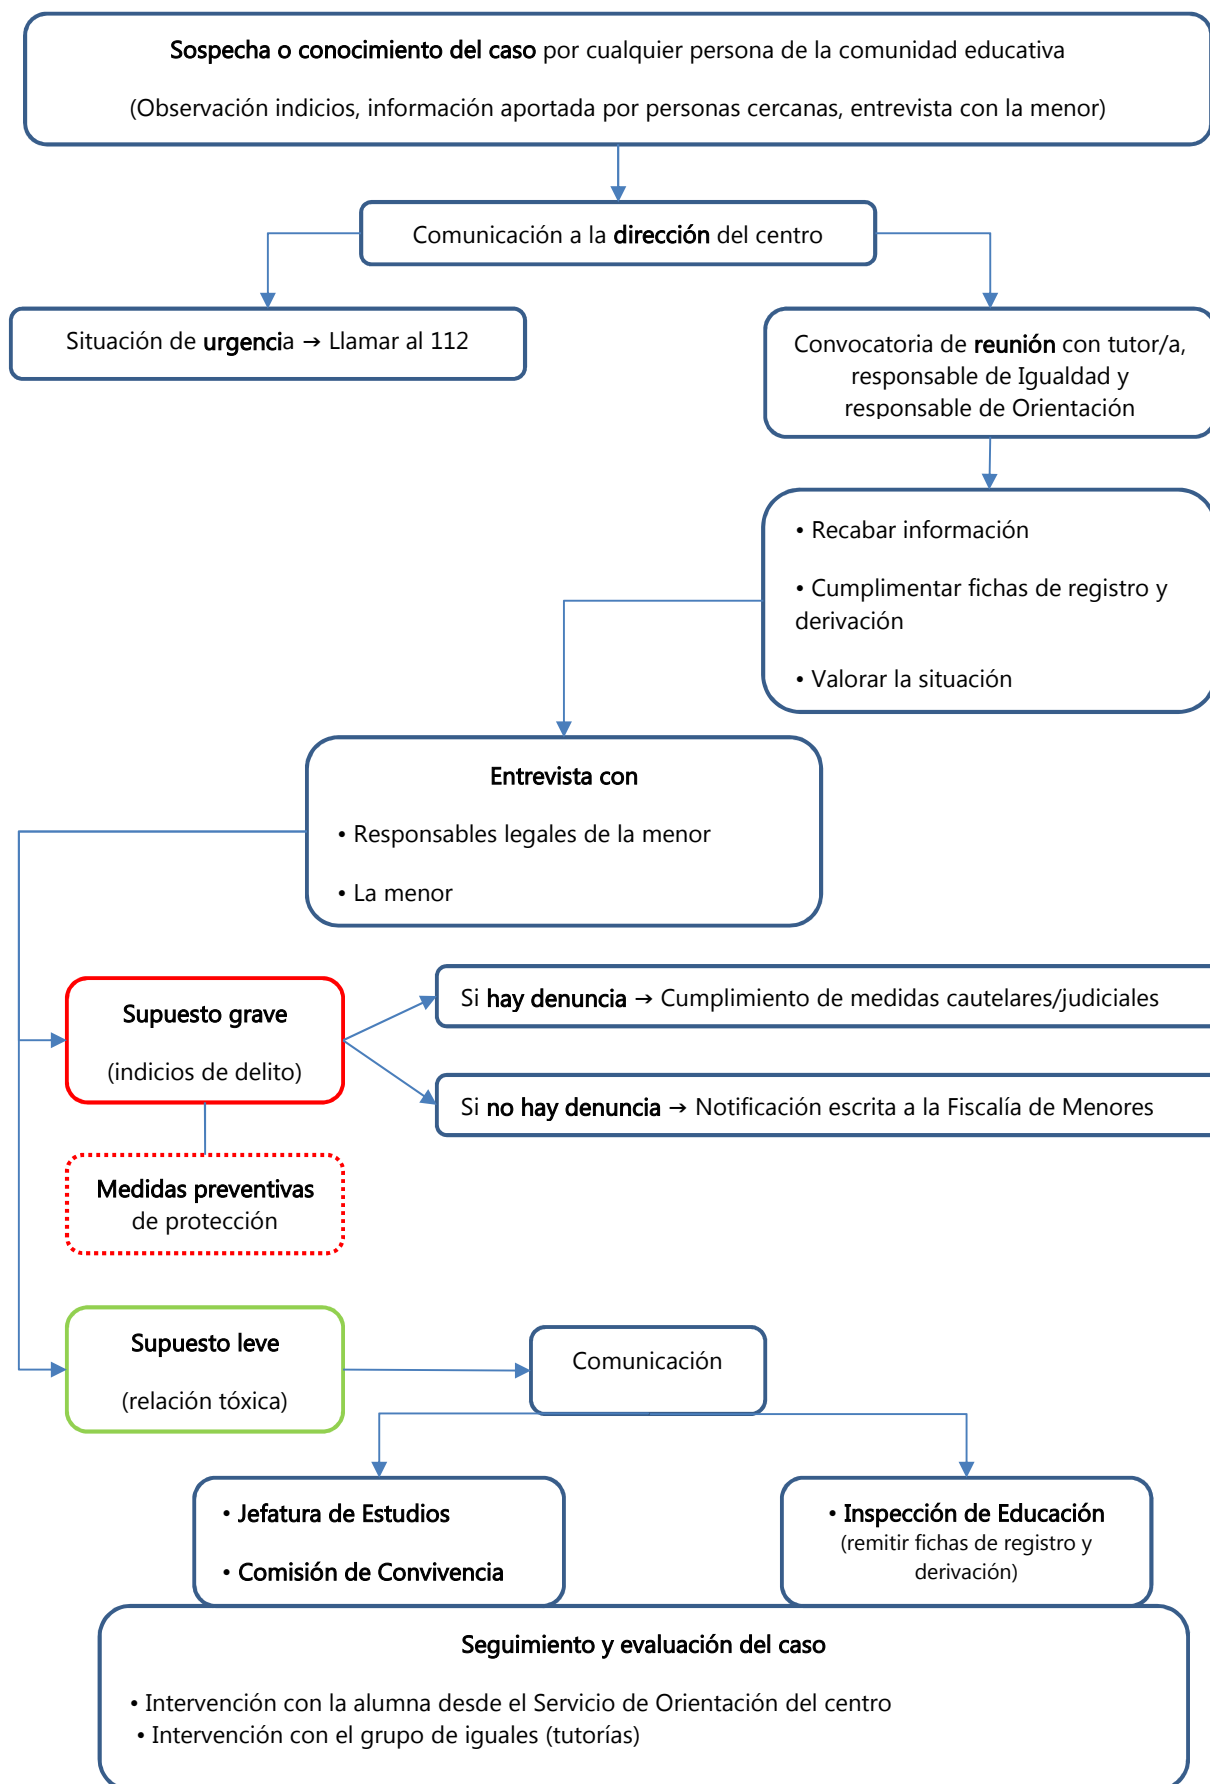 Sospecha o conocimiento del caso por cualquier persona de la comunidad educativa
(Observación indicios, información aportada por personas cercanas, entrevista con la menor)
Comunicación a la dirección del centro
Situación de urgencia → Llamar al 112
Convocatoria de reunión con tutor/a,
responsable de Igualdad y
responsable de Orientación
• Recabar información
• Cumplimentar fichas de registro y
derivación
• Valorar la situación
Entrevista con
• Responsables legales de la menor
• La menor
Supuesto grave
(indicios de delito)
Si hay denuncia → Cumplimiento de medidas cautelares/judiciales
Si no hay denuncia → Notificación escrita a la Fiscalía de Menores
Medidas preventivas
de protección
Supuesto leve
(relación tóxica)
Comunicación
• Jefatura de Estudios
• Comisión de Convivencia
• Inspección de Educación
(remitir fichas de registro y
derivación)
Seguimiento y evaluación del caso
• Intervención con la alumna desde el Servicio de Orientación del centro
• Intervención con el grupo de iguales (tutorías)